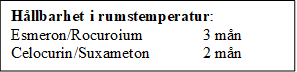 Hållbarhet i rumstemperatur:
Esmeron/Rocuroium 3 mån
Celocurin/Suxameton 2 mån